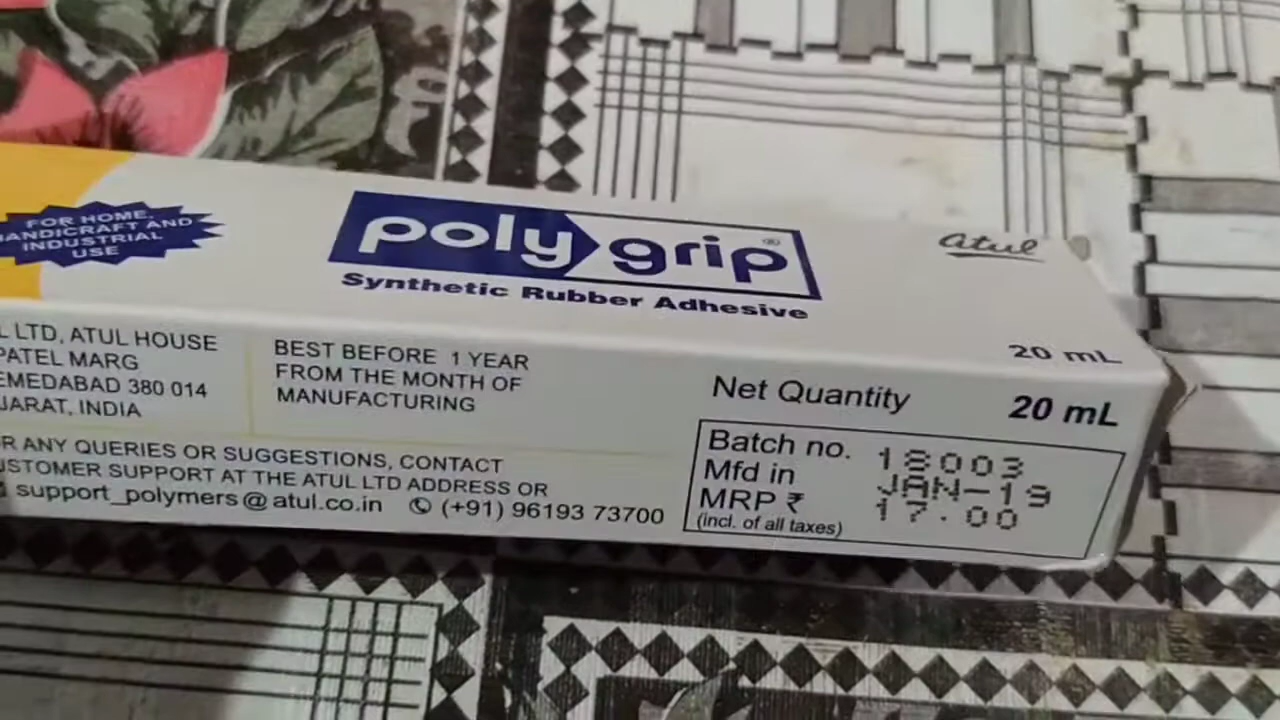 FOR HOME,
HANDICRAFT AND
INDUSTRIAL
USE
poly grip®
Synthetic Rubber Adhesive
atul
20 mL
L LTD, ATUL HOUSE
PATEL MARG
EMEDABAD 380 014
JARAT, INDIA
BEST BEFORE 1 YEAR
FROM THE MONTH OF
MANUFACTURING
R ANY QUERIES OR SUGGESTIONS, CONTACT
USTOMER SUPPORT AT THE ATUL LTD ADDRESS OR
support_polymers@atul.co.in (+91) 96193 73700
Net Quantity 20 mL
Batch no. 18003
Mfd in JAN-19
MRP ₹ 17.00
(incl. of all taxes)